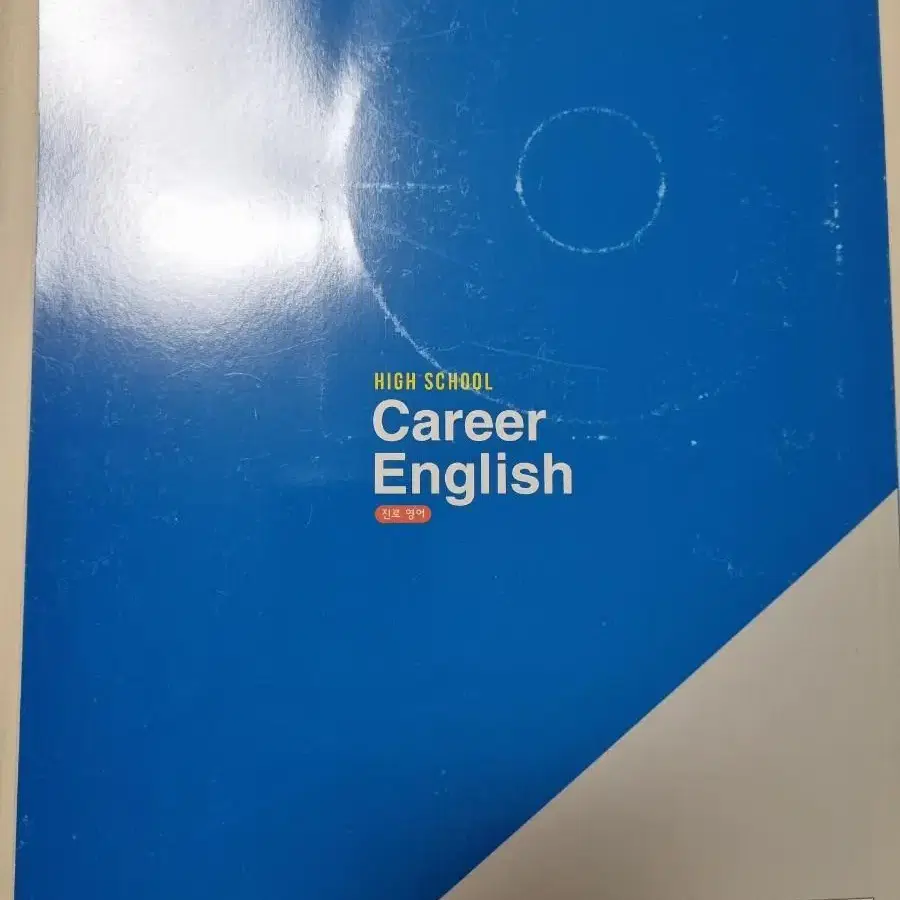 HIGH SCHOOL
Career
English
진로 영어